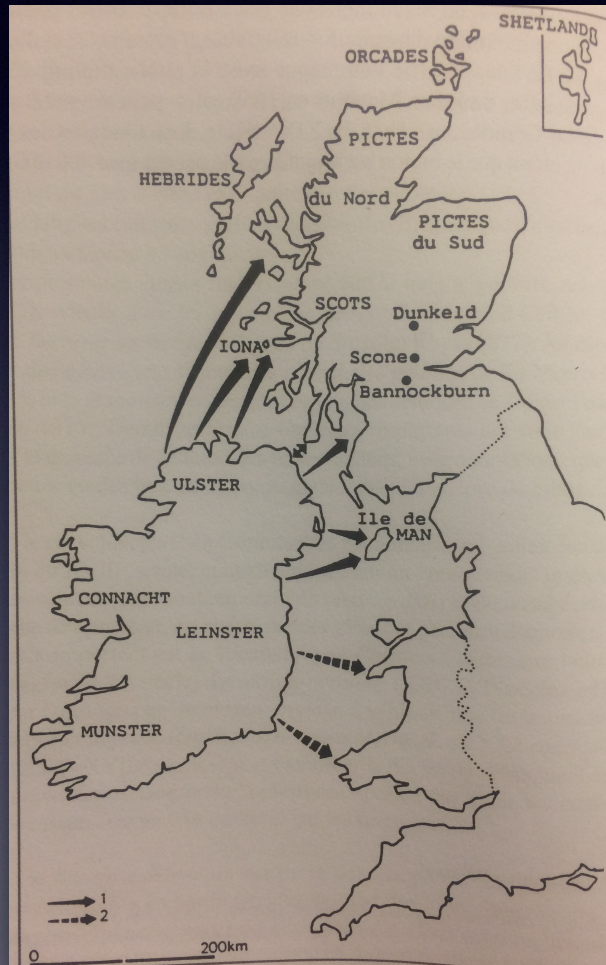 SHETLAND
ORCADES
PICTES
du Nord
HEBRIDES
PICTES
du Sud
SCOTS
Dunkeld
IONA
Scone
Bannockburn
ULSTER
Ile de
MAN
CONNACHT
LEINSTER
MUNSTER
1
2
0
200km